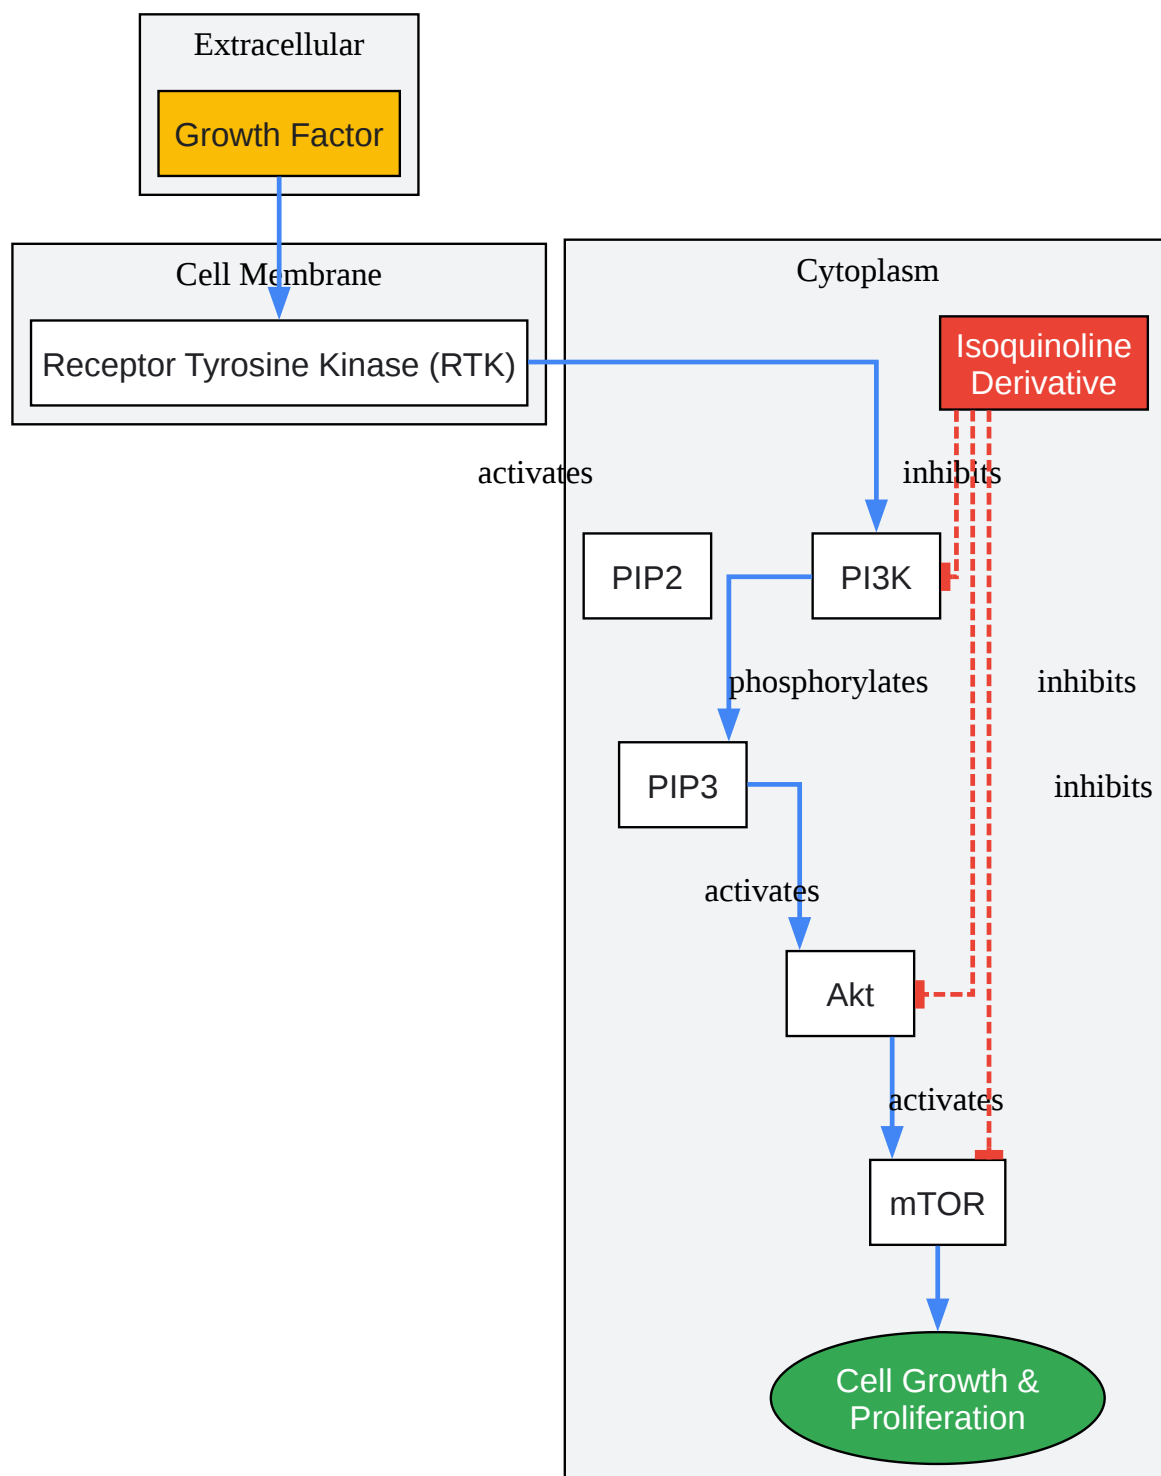 Extracellular
Growth Factor
Cell Membrane
Receptor Tyrosine Kinase (RTK)
Cytoplasm
Isoquinoline
Derivative
activates
inhibits
PIP2
PI3K
phosphorylates
inhibits
PIP3
inhibits
activates
Akt
activates
mTOR
Cell Growth &
Proliferation